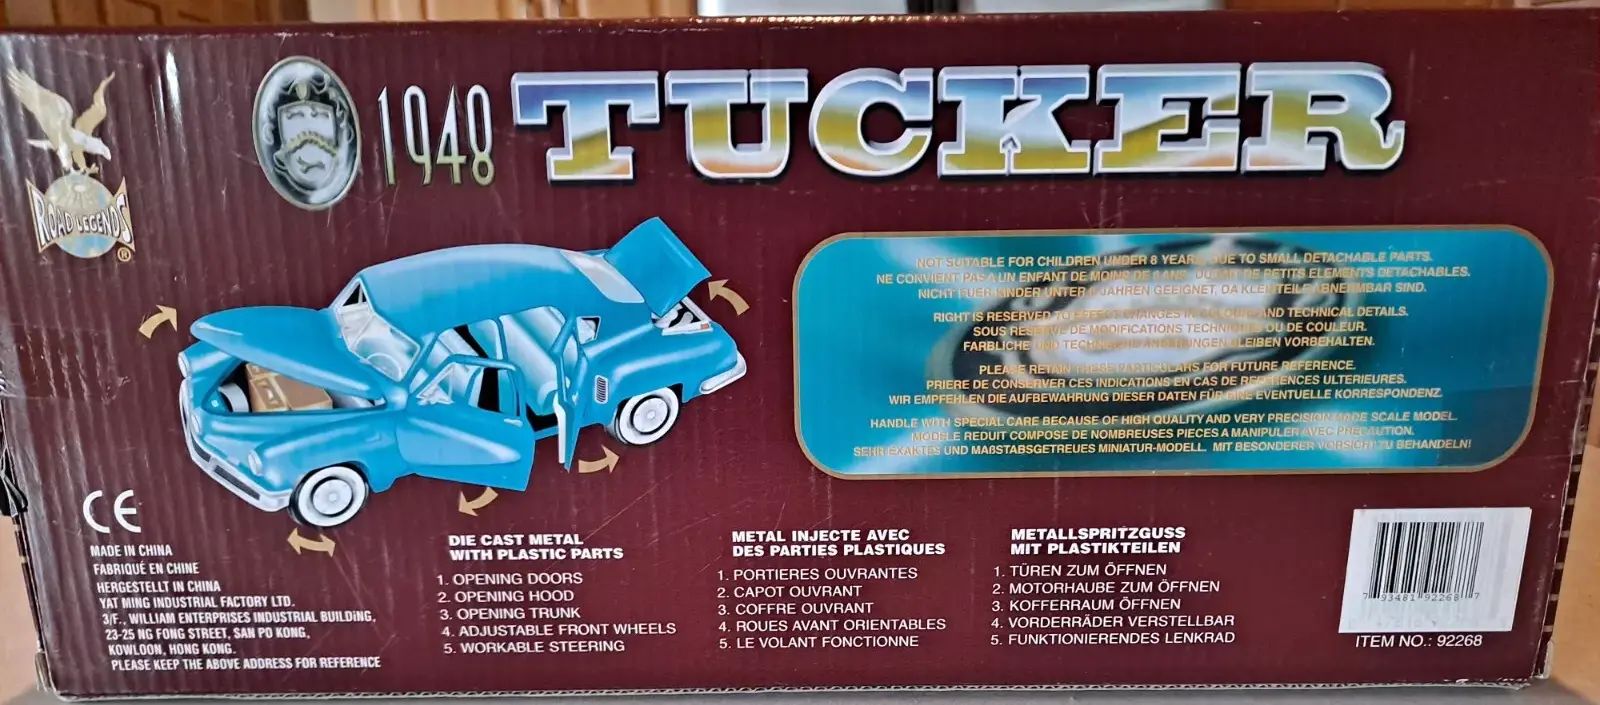 1948 TUCKER
ROAD LEGENDS
®
NOT SUITABLE FOR CHILDREN UNDER 8 YEARS, DUE TO SMALL DETACHABLE PARTS.
NE CONVIENT PAS A UN ENFANT DE MOINS DE 8 ANS. DU FAIT DE PETITS ELEMENTS DETACHABLES.
NICHT FUER KINDER UNTER 8 JAHREN GEEIGNET, DA KLEINTEILE ABNEHMBAR SIND.
RIGHT IS RESERVED TO EFFECT CHANGES IN COLOURS AND TECHNICAL DETAILS.
SOUS RESERVE DE MODIFICATIONS TECHNIQUES OU DE COULEUR.
FARBLICHE UND TECHNISCHE ANDERUNGEN BLEIBEN VORBEHALTEN.
PLEASE RETAIN THESE PARTICULARS FOR FUTURE REFERENCE.
PRIERE DE CONSERVER CES INDICATIONS EN CAS DE REFERENCES ULTERIEURES.
WIR EMPFEHLEN DIE AUFBEWAHRUNG DIESER DATEN FÜR EINE EVENTUELLE KORRESPONDENZ.
HANDLE WITH SPECIAL CARE BECAUSE OF HIGH QUALITY AND VERY PRECISION MADE SCALE MODEL.
MODELE REDUIT COMPOSE DE NOMBREUSES PIECES A MANIPULER AVEC PRECAUTION.
SEHR EXAKTES UND MAßSTABSGETREUES MINIATUR-MODELL. MIT BESONDERER VORSICHT ZU BEHANDELN!
CE
MADE IN CHINA
FABRIQUÉ EN CHINE
HERGESTELLT IN CHINA
YAT MING INDUSTRIAL FACTORY LTD.
3/F., WILLIAM ENTERPRISES INDUSTRIAL BUILDING,
23-25 NG FONG STREET, SAN PO KONG,
KOWLOON, HONG KONG.
PLEASE KEEP THE ABOVE ADDRESS FOR REFERENCE
DIE CAST METAL
WITH PLASTIC PARTS
1. OPENING DOORS
2. OPENING HOOD
3. OPENING TRUNK
4. ADJUSTABLE FRONT WHEELS
5. WORKABLE STEERING
METAL INJECTE AVEC
DES PARTIES PLASTIQUES
1. PORTIERES OUVRANTES
2. CAPOT OUVRANT
3. COFFRE OUVRANT
4. ROUES AVANT ORIENTABLES
5. LE VOLANT FONCTIONNE
METALLSPRITZGUSS
MIT PLASTIKTEILEN
1. TÜREN ZUM ÖFFNEN
2. MOTORHAUBE ZUM ÖFFNEN
3. KOFFERRAUM ÖFFNEN
4. VORDERRÄDER VERSTELLBAR
5. FUNKTIONIERENDES LENKRAD
7 93481 92268 7
ITEM NO.: 92268